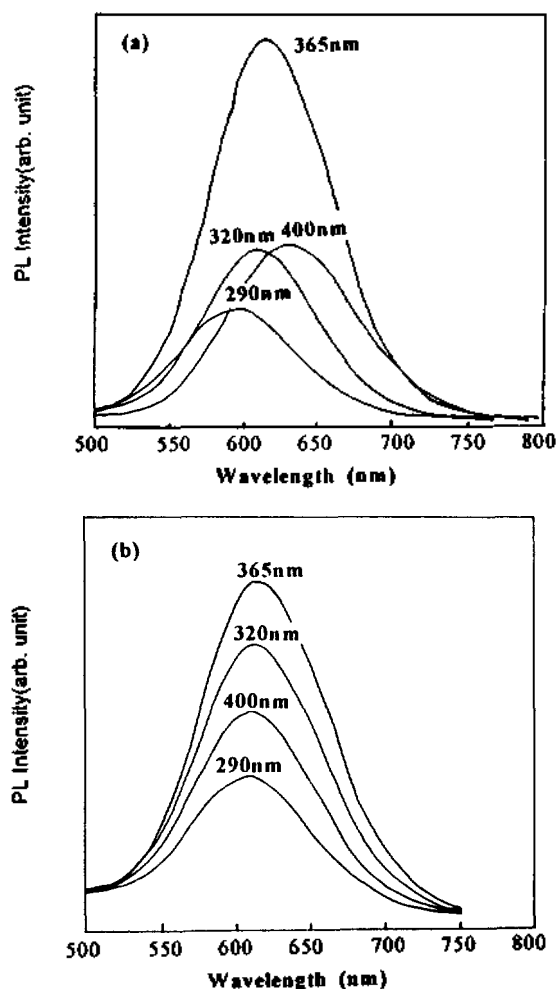 (a)
365nm
320nm 400nm
290nm
PL Intensity(arb. unit)
500 550 600 650 700 750 800
Wavelength (nm)
(b)
365nm
320nm
400nm
290nm
PL Intensity(arb. unit)
500 600 650 700 750 800
Wavelength (nm)